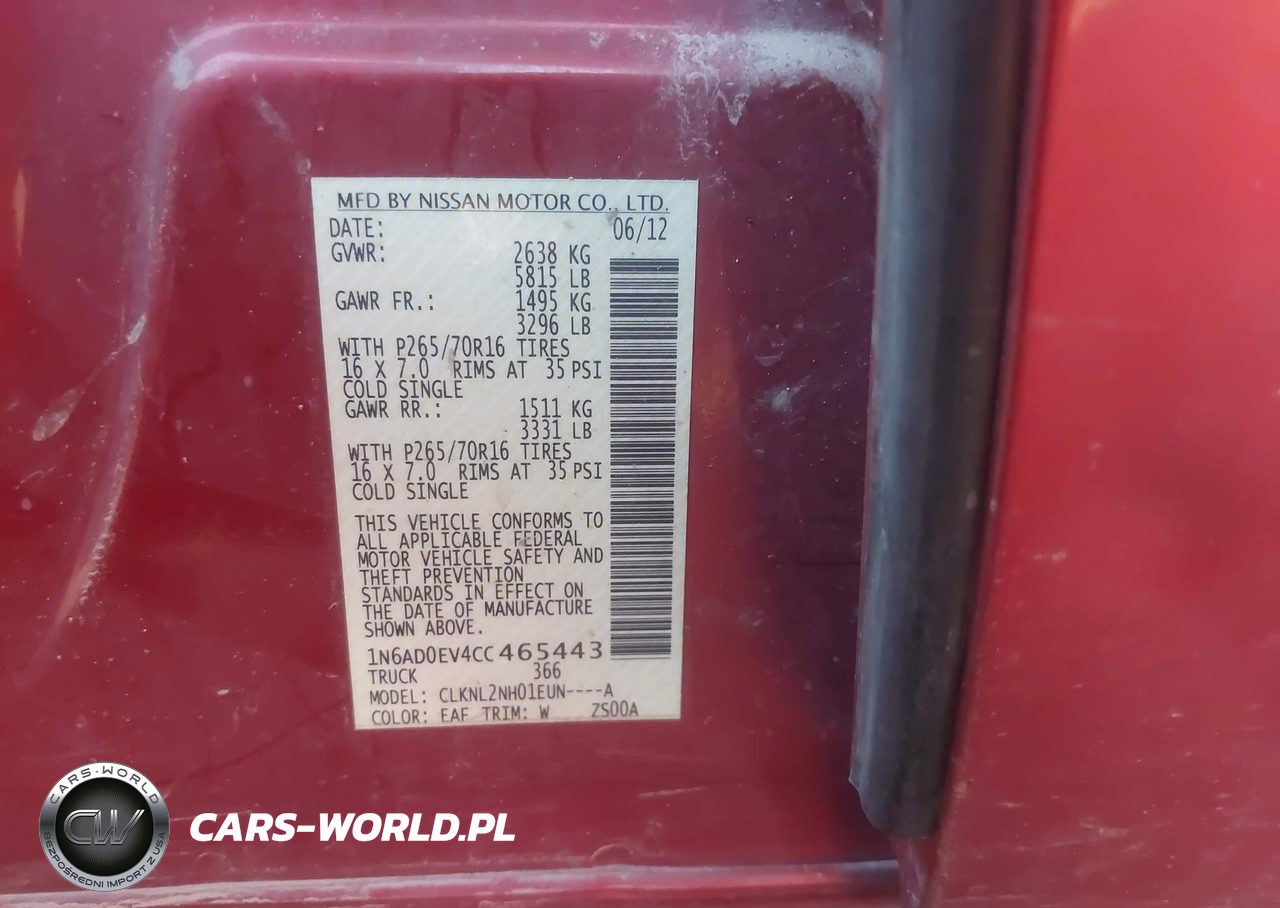 MFD BY NISSAN MOTOR CO., LTD.
DATE: 06/12
GVWR: 2638 KG
5815 LB
GAWR FR.: 1495 KG
3296 LB
WITH P265/70R16 TIRES
16 X 7.0 RIMS AT 35 PSI
COLD SINGLE
GAWR RR.: 1511 KG
3331 LB
WITH P265/70R16 TIRES
16 X 7.0 RIMS AT 35 PSI
COLD SINGLE
THIS VEHICLE CONFORMS TO
ALL APPLICABLE FEDERAL
MOTOR VEHICLE SAFETY AND
THEFT PREVENTION
STANDARDS IN EFFECT ON
THE DATE OF MANUFACTURE
SHOWN ABOVE.
1N6AD0EV4CC465443
TRUCK 366
MODEL: CLKNL2NH01EUN----A
COLOR: EAF TRIM: W ZS00A
CARS-WORLD
CW
BEZPOŚREDNI IMPORT Z USA
CARS-WORLD.PL